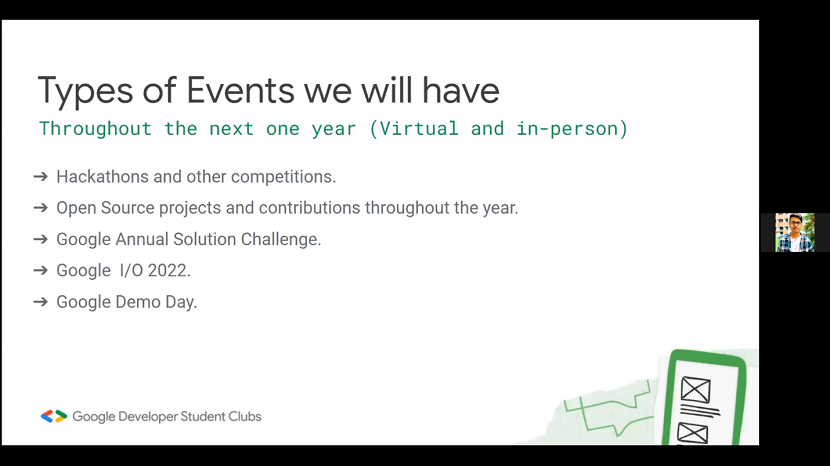 Types of Events we will have
Throughout the next one year (Virtual and in-person)
➔ Hackathons and other competitions.
➔ Open Source projects and contributions throughout the year.
➔ Google Annual Solution Challenge.
➔ Google I/O 2022.
➔ Google Demo Day.
Google Developer Student Clubs